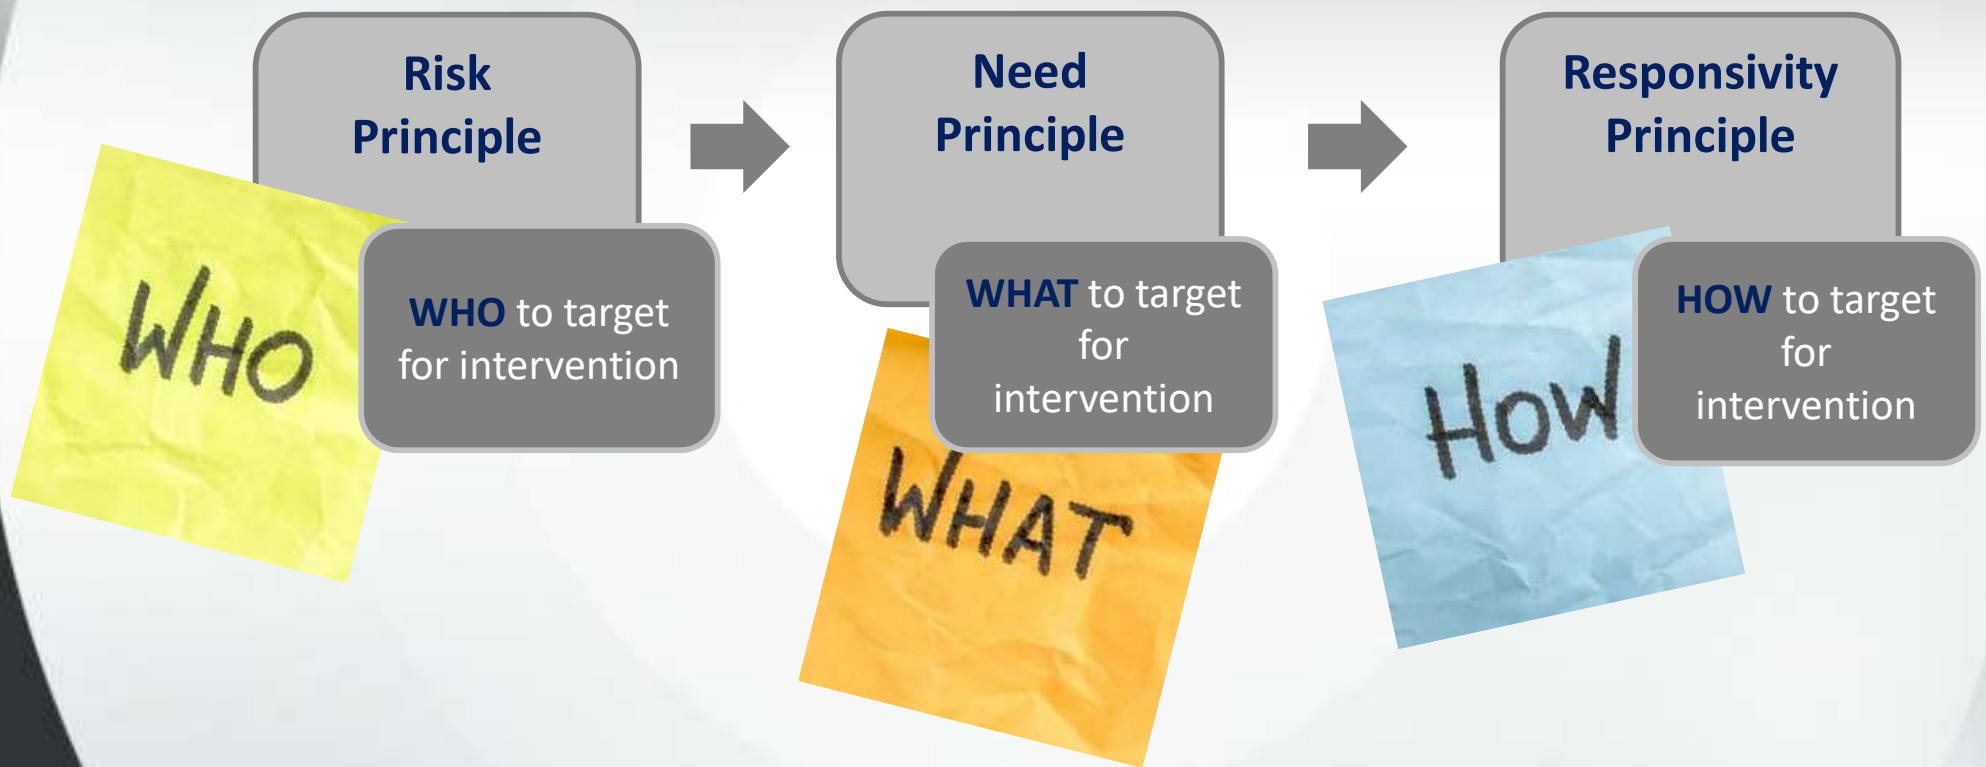 Risk
Principle
WHO
WHO to target
for intervention
Need
Principle
WHAT to target
for
intervention
WHAT
Responsivity
Principle
HOW
HOW to target
for
intervention